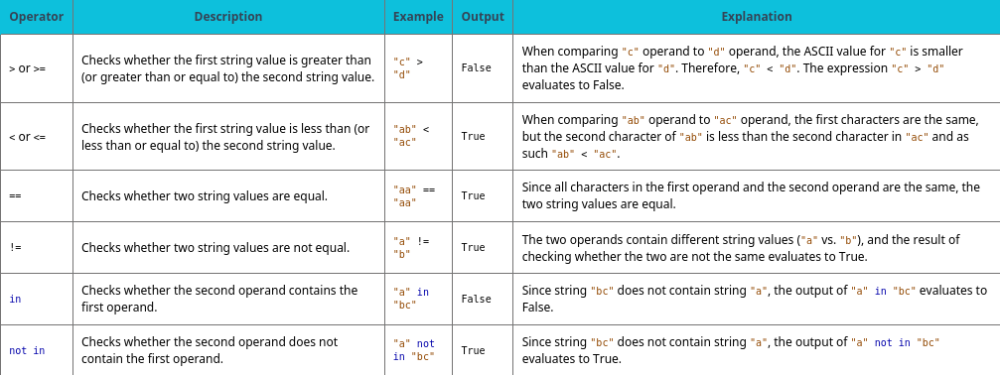 Operator Description Example Output Explanation
> or >= Checks whether the first string value is greater than (or greater than or equal to) the second string value. "c" > "d" False When comparing "c" operand to "d" operand, the ASCII value for "c" is smaller than the ASCII value for "d". Therefore, "c" < "d". The expression "c" > "d" evaluates to False.
< or <= Checks whether the first string value is less than (or less than or equal to) the second string value. "ab" < "ac" True When comparing "ab" operand to "ac" operand, the first characters are the same, but the second character of "ab" is less than the second character in "ac" and as such "ab" < "ac".
== Checks whether two string values are equal. "aa" == "aa" True Since all characters in the first operand and the second operand are the same, the two string values are equal.
!= Checks whether two string values are not equal. "a" != "b" True The two operands contain different string values ("a" vs. "b"), and the result of checking whether the two are not the same evaluates to True.
in Checks whether the second operand contains the first operand. "a" in "bc" False Since string "bc" does not contain string "a", the output of "a" in "bc" evaluates to False.
not in Checks whether the second operand does not contain the first operand. "a" not in "bc" True Since string "bc" does not contain string "a", the output of "a" not in "bc" evaluates to True.